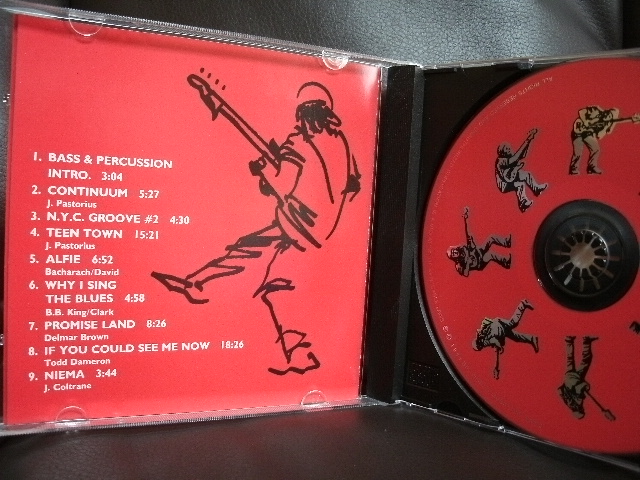 1. BASS & PERCUSSION
INTRO. 3:04
2. CONTINUUM 5:27
J. Pastorius
3. N.Y.C. GROOVE #2 4:30
4. TEEN TOWN 15:21
J. Pastorius
5. ALFIE 6:52
Bacharach/David
6. WHY I SING
THE BLUES 4:58
B.B. King/Clark
7. PROMISE LAND 8:26
Delmar Brown
8. IF YOU COULD SEE ME NOW 18:26
Todd Dameron
9. NIEMA 3:44
J. Coltrane